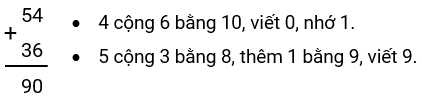 54
+
36
90
• 4 cộng 6 bằng 10, viết 0, nhớ 1.
• 5 cộng 3 bằng 8, thêm 1 bằng 9, viết 9.